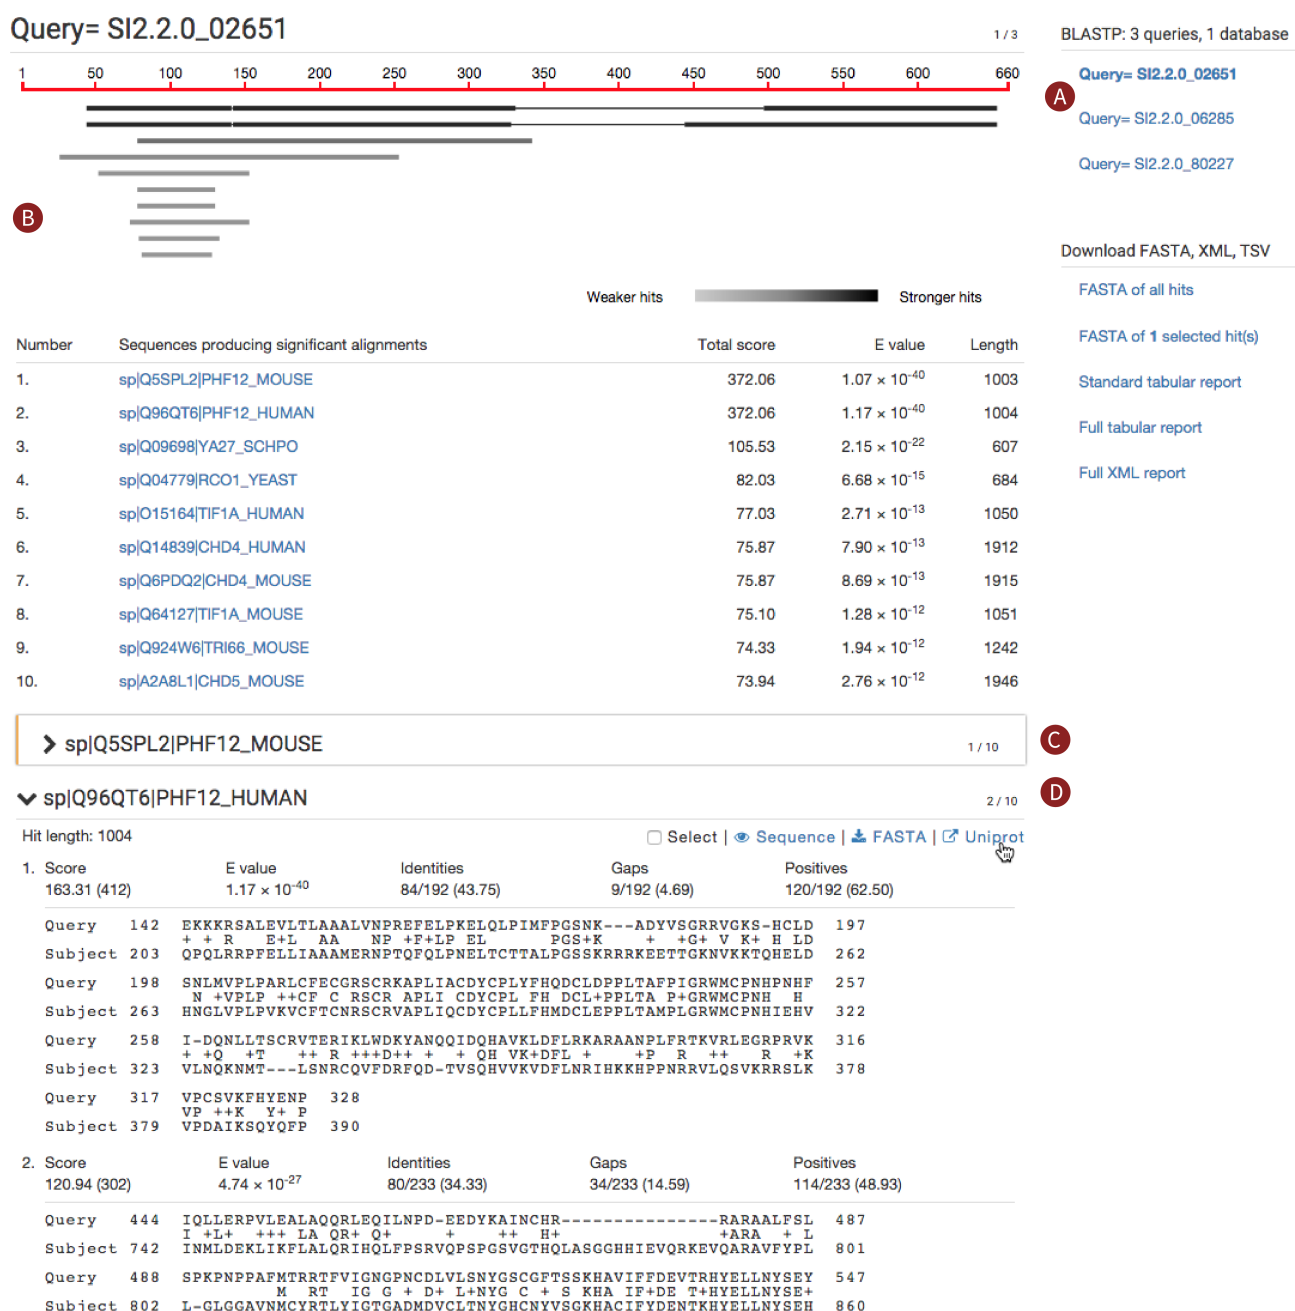 Query= SI2.2.0_02651
1 / 3
1 50 100 150 200 250 300 350 400 450 500 550 600 660
B
Weaker hits Stronger hits
Number Sequences producing significant alignments Total score E value Length
1. sp|Q5SPL2|PHF12_MOUSE 372.06 1.07 × 10-40 1003
2. sp|Q96QT6|PHF12_HUMAN 372.06 1.17 × 10-40 1004
3. sp|Q09698|YA27_SCHPO 105.53 2.15 × 10-22 607
4. sp|Q04779|RCO1_YEAST 82.03 6.68 × 10-15 684
5. sp|O15164|TIF1A_HUMAN 77.03 2.71 × 10-13 1050
6. sp|Q14839|CHD4_HUMAN 75.87 7.90 × 10-13 1912
7. sp|Q6PDQ2|CHD4_MOUSE 75.87 8.69 × 10-13 1915
8. sp|Q64127|TIF1A_MOUSE 75.10 1.28 × 10-12 1051
9. sp|Q924W6|TRI66_MOUSE 74.33 1.94 × 10-12 1242
10. sp|A2A8L1|CHD5_MOUSE 73.94 2.76 × 10-12 1946
sp|Q5SPL2|PHF12_MOUSE 1 / 10
C
sp|Q96QT6|PHF12_HUMAN 2 / 10
D
Hit length: 1004 Select | Sequence | FASTA | Uniprot
1. Score E value Identities Gaps Positives
163.31 (412) 1.17 × 10-40 84/192 (43.75) 9/192 (4.69) 120/192 (62.50)
Query 142 EKKKRSALEVLTLAAALVNPREFELPKELQLPIMFPGSNK---ADYVSGRRVGKS-HCLD 197
+ + R    E+L  AA   NP +F+LP EL       PGS+K    +  +G+ V K+ H LD
Subject 203 QPQLRRPFELLIAAAMERNPTQFQLPNELTCTTALPGSSKRRRKEETTGKNVKKTQHELD 262
Query 198 SNLMVPLPARLCFECGRSCRKAPLIACDYCPLYFHQDCLDPPLTAFPIGRWMCPNHPNHF 257
N +VPLP  ++CF C RSCR APLI CDYCPL FH DCL+PPLTA P+GRWMCPNH  H
Subject 263 HNGLVPLPVKVCFTCNRSCRVAPLIQCDYCPLLFHMDCLEPPLTAMPLGRWMCPNHIEHV 322
Query 258 I-DQNLLTSCRVTERIKLWDKYANQQIDQHAVKLDFLRKARAANPLFRTKVRLEGRPRVK 316
+ +Q  +T   ++ R +++D++ +  + QH VK+DFL +    +P  R  ++   R  +K
Subject 323 VLNQKNMT---LSNRCQVFDRFQD-TVSQHVVKVDFLNRIHKKHPPNRRVLQSVKRRSLK 378
Query 317 VPCSVKFHYENP 328
VP ++K  Y+ P
Subject 379 VPDAIKSQYQFP 390
2. Score E value Identities Gaps Positives
120.94 (302) 4.74 × 10-27 80/233 (34.33) 34/233 (14.59) 114/233 (48.93)
Query 444 IQLLERPVLEALAQQRLEQILNPD-EEDYKAINCHR---------------RARAALFSL 487
I +L+  +++ LA QR+ Q+      +     ++  H+               +ARA  + L
Subject 742 INMLDEKLIKFLALQRIHQLFPSRVQPSPGSVGTHQLASGGHHIEVQRKEVQARAVFYPL 801
Query 488 SPKPNPPAFMTRRTFVIGNGPNCDLVLSNYGSCGFTSSKHAVIFFDEVTRHYELLNYSEY 547
M  RT  IG G + D+ L+NYG C + S KHA IF+DE T+HYELLNYSE+
Subject 802 L-GLGGAVNMCYRTLYIGTGADMDVCLTNYGHCNYVSGKHACIFYDENTKHYELLNYSEH 860
BLASTP: 3 queries, 1 database
A
Query= SI2.2.0_02651
Query= SI2.2.0_06285
Query= SI2.2.0_80227
Download FASTA, XML, TSV
FASTA of all hits
FASTA of 1 selected hit(s)
Standard tabular report
Full tabular report
Full XML report